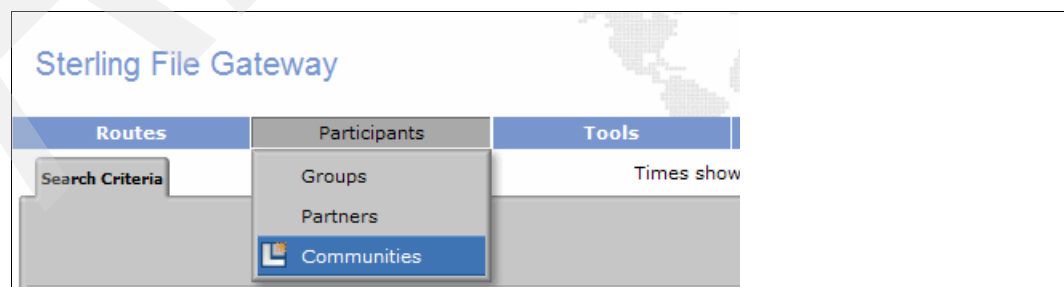 Sterling File Gateway
Routes Participants Tools
Search Criteria Groups Times show
Partners
Communities